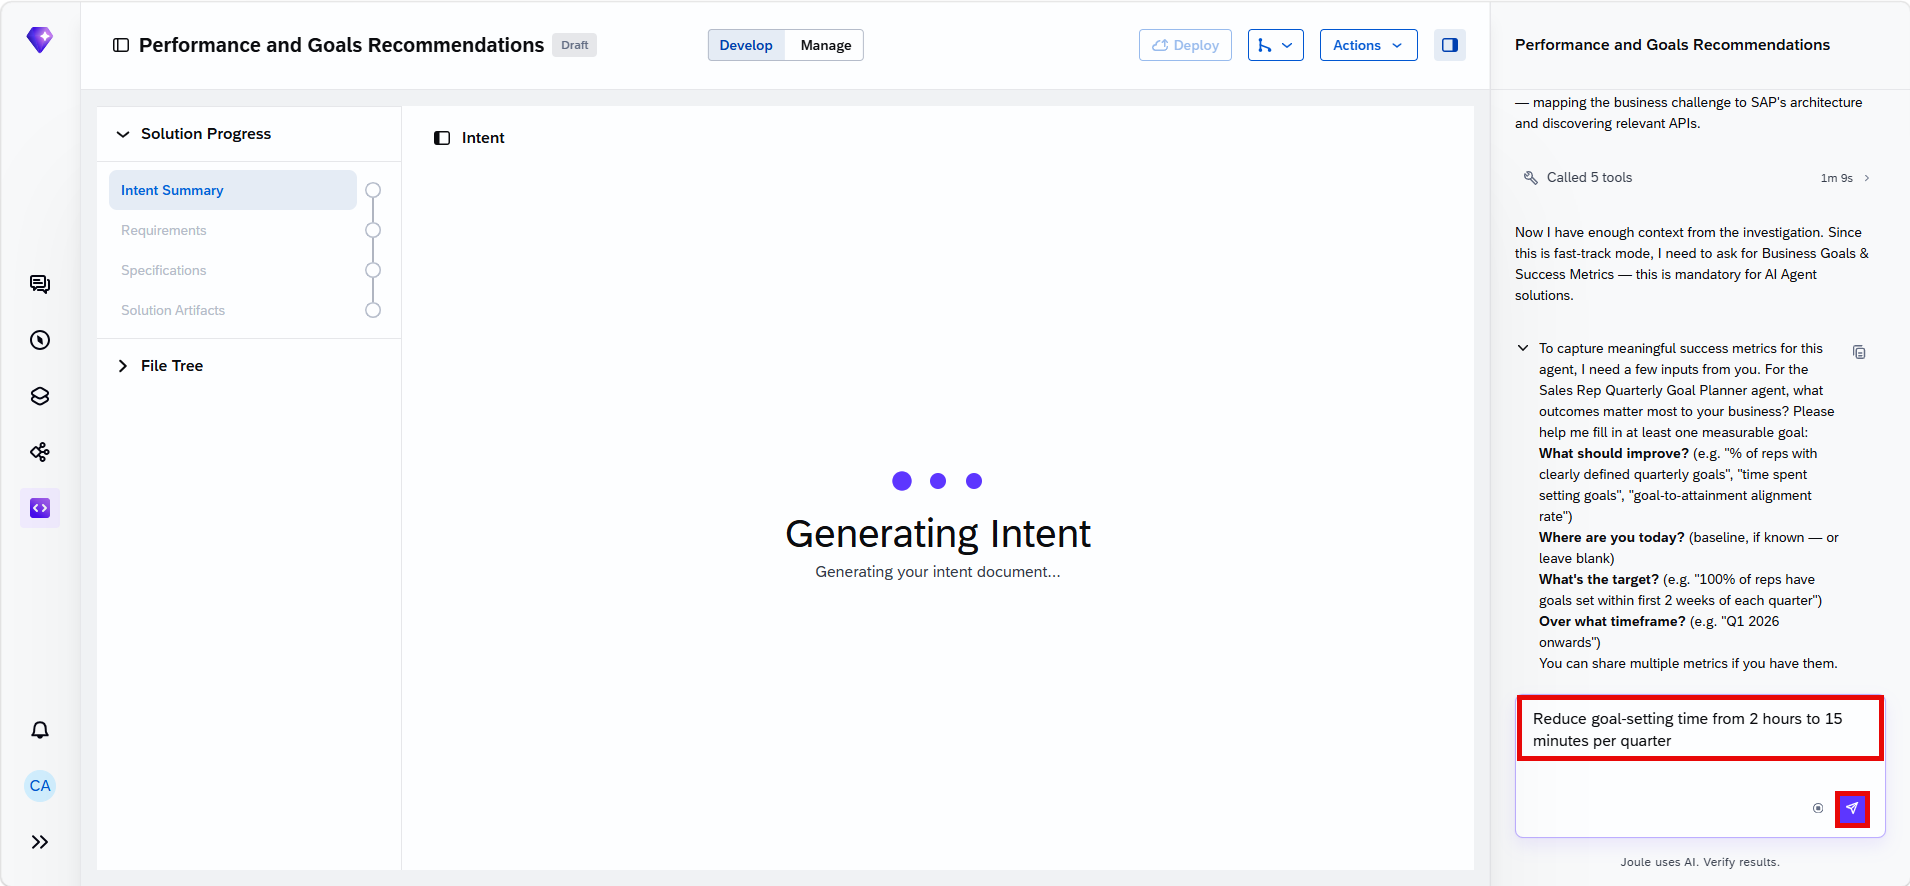 Performance and Goals Recommendations
Draft
Develop
Manage
Deploy
Actions
Solution Progress
Intent Summary
Requirements
Specifications
Solution Artifacts
File Tree
CA
Intent
Generating Intent
Generating your intent document...
Performance and Goals Recommendations
— mapping the business challenge to SAP's architecture
and discovering relevant APIs.
Called 5 tools
1m 9s
Now I have enough context from the investigation. Since
this is fast-track mode, I need to ask for Business Goals &
Success Metrics — this is mandatory for AI Agent
solutions.
To capture meaningful success metrics for this
agent, I need a few inputs from you. For the
Sales Rep Quarterly Goal Planner agent, what
outcomes matter most to your business? Please
help me fill in at least one measurable goal:
What should improve? (e.g. "% of reps with
clearly defined quarterly goals", "time spent
setting goals", "goal-to-attainment alignment
rate")
Where are you today? (baseline, if known — or
leave blank)
What's the target? (e.g. "100% of reps have
goals set within first 2 weeks of each quarter")
Over what timeframe? (e.g. "Q1 2026
onwards")
You can share multiple metrics if you have them.
Reduce goal-setting time from 2 hours to 15
minutes per quarter
Joule uses AI. Verify results.